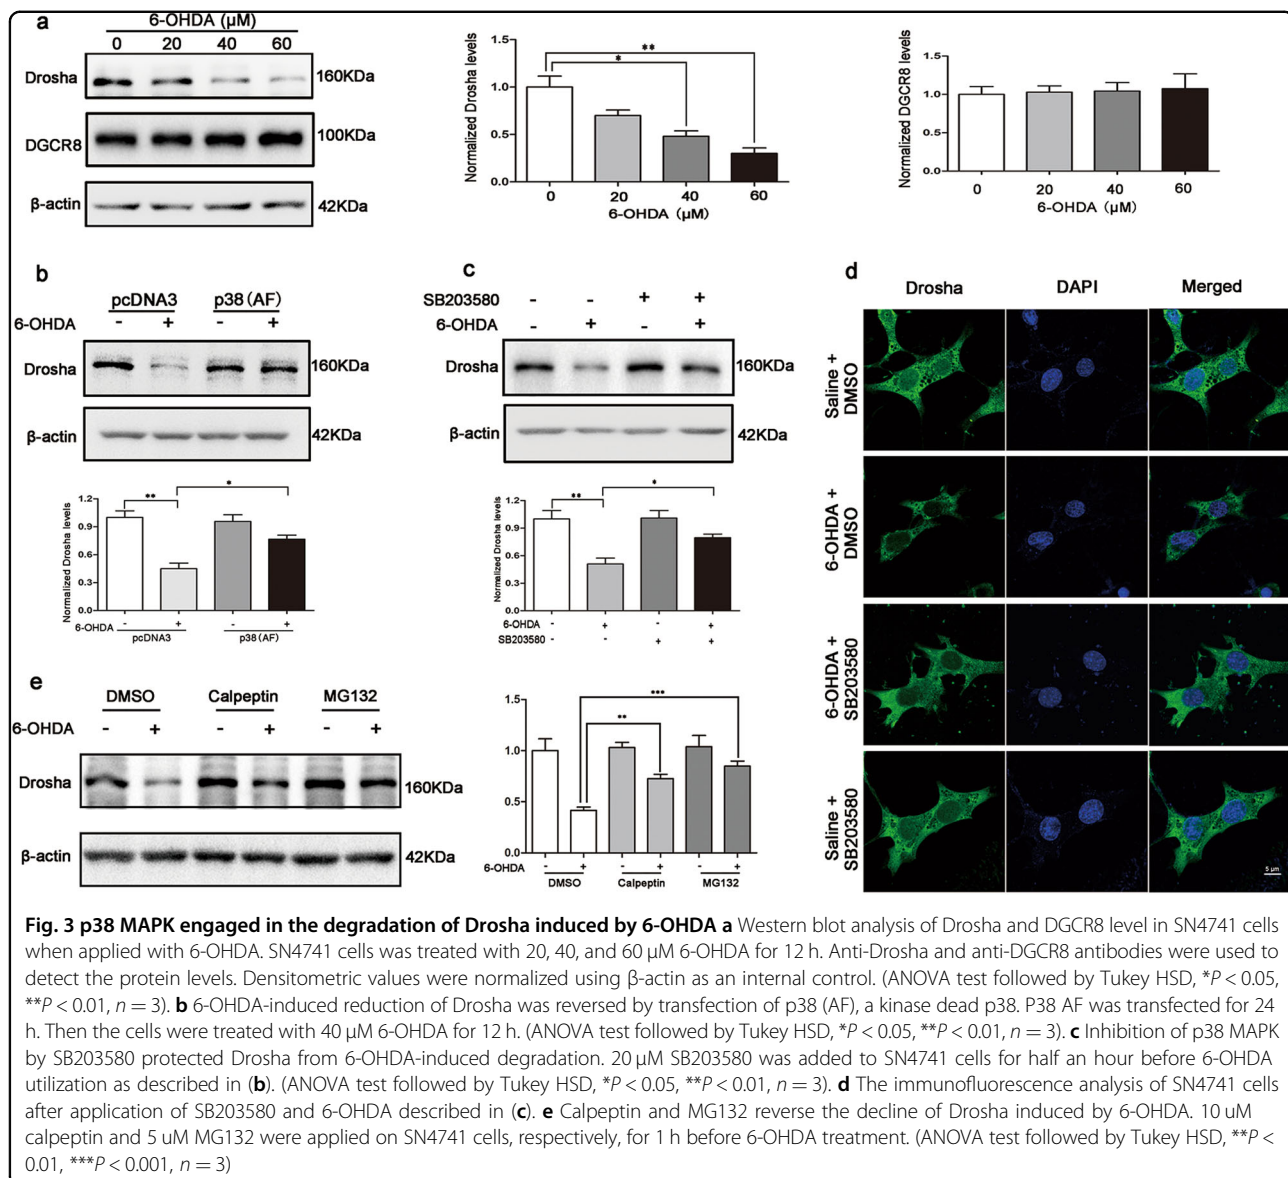 a
6-OHDA (µM)
0 20 40 60
Drosha 160KDa
DGCR8 100KDa
β-actin 42KDa
Normalized Drosha levels
1.5
1.0
0.5
0.0
**
*
0 20 40 60
6-OHDA (µM)
Normalized DGCR8 levels
1.5
1.0
0.5
0.0
0 20 40 60
6-OHDA (µM)
b
pcDNA3 p38 (AF)
6-OHDA - + - +
Drosha 160KDa
β-actin 42KDa
Normalized Drosha levels
1.2
0.9
0.6
0.3
0.0
** *
6-OHDA - + - +
pcDNA3 p38 (AF)
c
SB203580 - - + +
6-OHDA - + - +
Drosha 160KDa
β-actin 42KDa
Normalized Drosha levels
1.2
0.9
0.6
0.3
0.0
** *
6-OHDA - + - +
SB203580 - - + +
d
Drosha DAPI Merged
Saline +
DMSO
6-OHDA +
DMSO
6-OHDA +
SB203580
Saline +
SB203580
5 µm
e
DMSO Calpeptin MG132
6-OHDA - + - + - +
Drosha 160KDa
β-actin 42KDa
1.5
1.0
0.5
0.0
***
**
6-OHDA - + - + - +
DMSO Calpeptin MG132
Fig. 3 p38 MAPK engaged in the degradation of Drosha induced by 6-OHDA a Western blot analysis of Drosha and DGCR8 level in SN4741 cells
when applied with 6-OHDA. SN4741 cells was treated with 20, 40, and 60 µM 6-OHDA for 12 h. Anti-Drosha and anti-DGCR8 antibodies were used to
detect the protein levels. Densitometric values were normalized using β-actin as an internal control. (ANOVA test followed by Tukey HSD, *P < 0.05,
**P < 0.01, n = 3). b 6-OHDA-induced reduction of Drosha was reversed by transfection of p38 (AF), a kinase dead p38. P38 AF was transfected for 24
h. Then the cells were treated with 40 µM 6-OHDA for 12 h. (ANOVA test followed by Tukey HSD, *P < 0.05, **P < 0.01, n = 3). c Inhibition of p38 MAPK
by SB203580 protected Drosha from 6-OHDA-induced degradation. 20 µM SB203580 was added to SN4741 cells for half an hour before 6-OHDA
utilization as described in (b). (ANOVA test followed by Tukey HSD, *P < 0.05, **P < 0.01, n = 3). d The immunofluorescence analysis of SN4741 cells
after application of SB203580 and 6-OHDA described in (c). e Calpeptin and MG132 reverse the decline of Drosha induced by 6-OHDA. 10 uM
calpeptin and 5 uM MG132 were applied on SN4741 cells, respectively, for 1 h before 6-OHDA treatment. (ANOVA test followed by Tukey HSD, **P <
0.01, ***P < 0.001, n = 3)